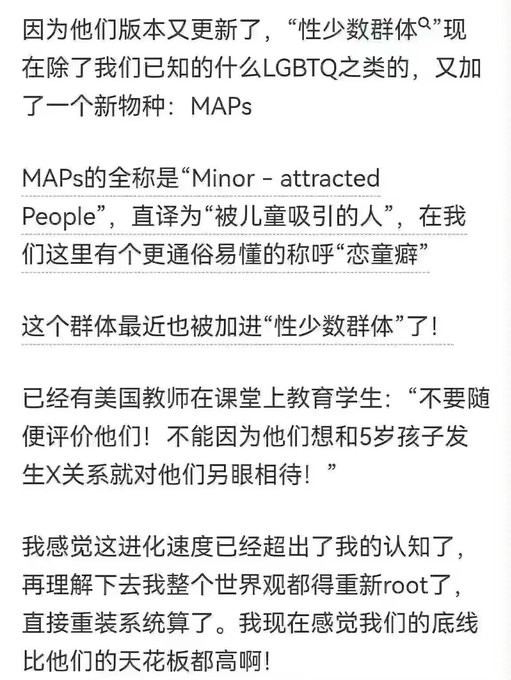 因为他们版本又更新了，“性少数群体”现
在除了我们已知的什么LGBTQ之类的，又加
了一个新物种：MAPs
MAPs的全称是“Minor - attracted
People”，直译为“被儿童吸引的人”，在我
们这里有个更通俗易懂的称呼“恋童癖”
这个群体最近也被加进“性少数群体”了！
已经有美国教师在课堂上教育学生：“不要随
便评价他们！不能因为他们想和5岁孩子发
生X关系就对他们另眼相待！”
我感觉这进化速度已经超出了我的认知了，
再理解下去我整个世界观都得重新root了，
直接重装系统算了。我现在感觉我们的底线
比他们的天花板都高啊！